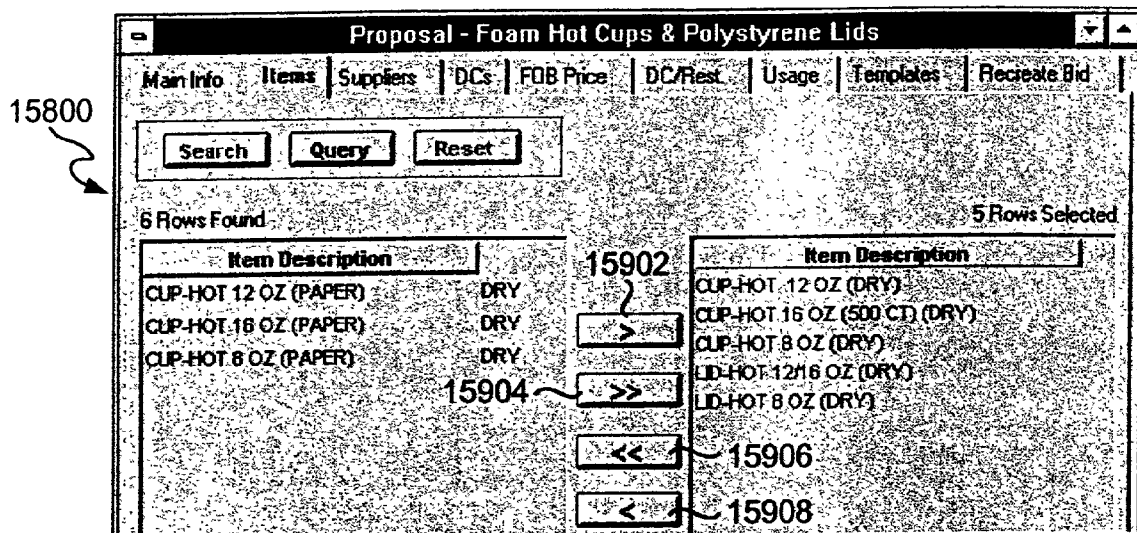 Proposal - Foam Hot Cups & Polystyrene Lids
Main Info Items Suppliers DCs FOB Price DC/Rest. Usage Templates Recreate Bid
15800
Search Query Reset
6 Rows Found 5 Rows Selected
Item Description Item Description
CUP-HOT 12 OZ (PAPER) DRY
CUP-HOT 16 OZ (PAPER) DRY
CUP-HOT 8 OZ (PAPER) DRY
15902
>
15904 >>
<< 15906
< 15908
CUP-HOT 12 OZ (DRY)
CUP-HOT 16 OZ (500 CT) (DRY)
CUP-HOT 8 OZ (DRY)
LID-HOT 12/16 OZ (DRY)
LID-HOT 8 OZ (DRY)